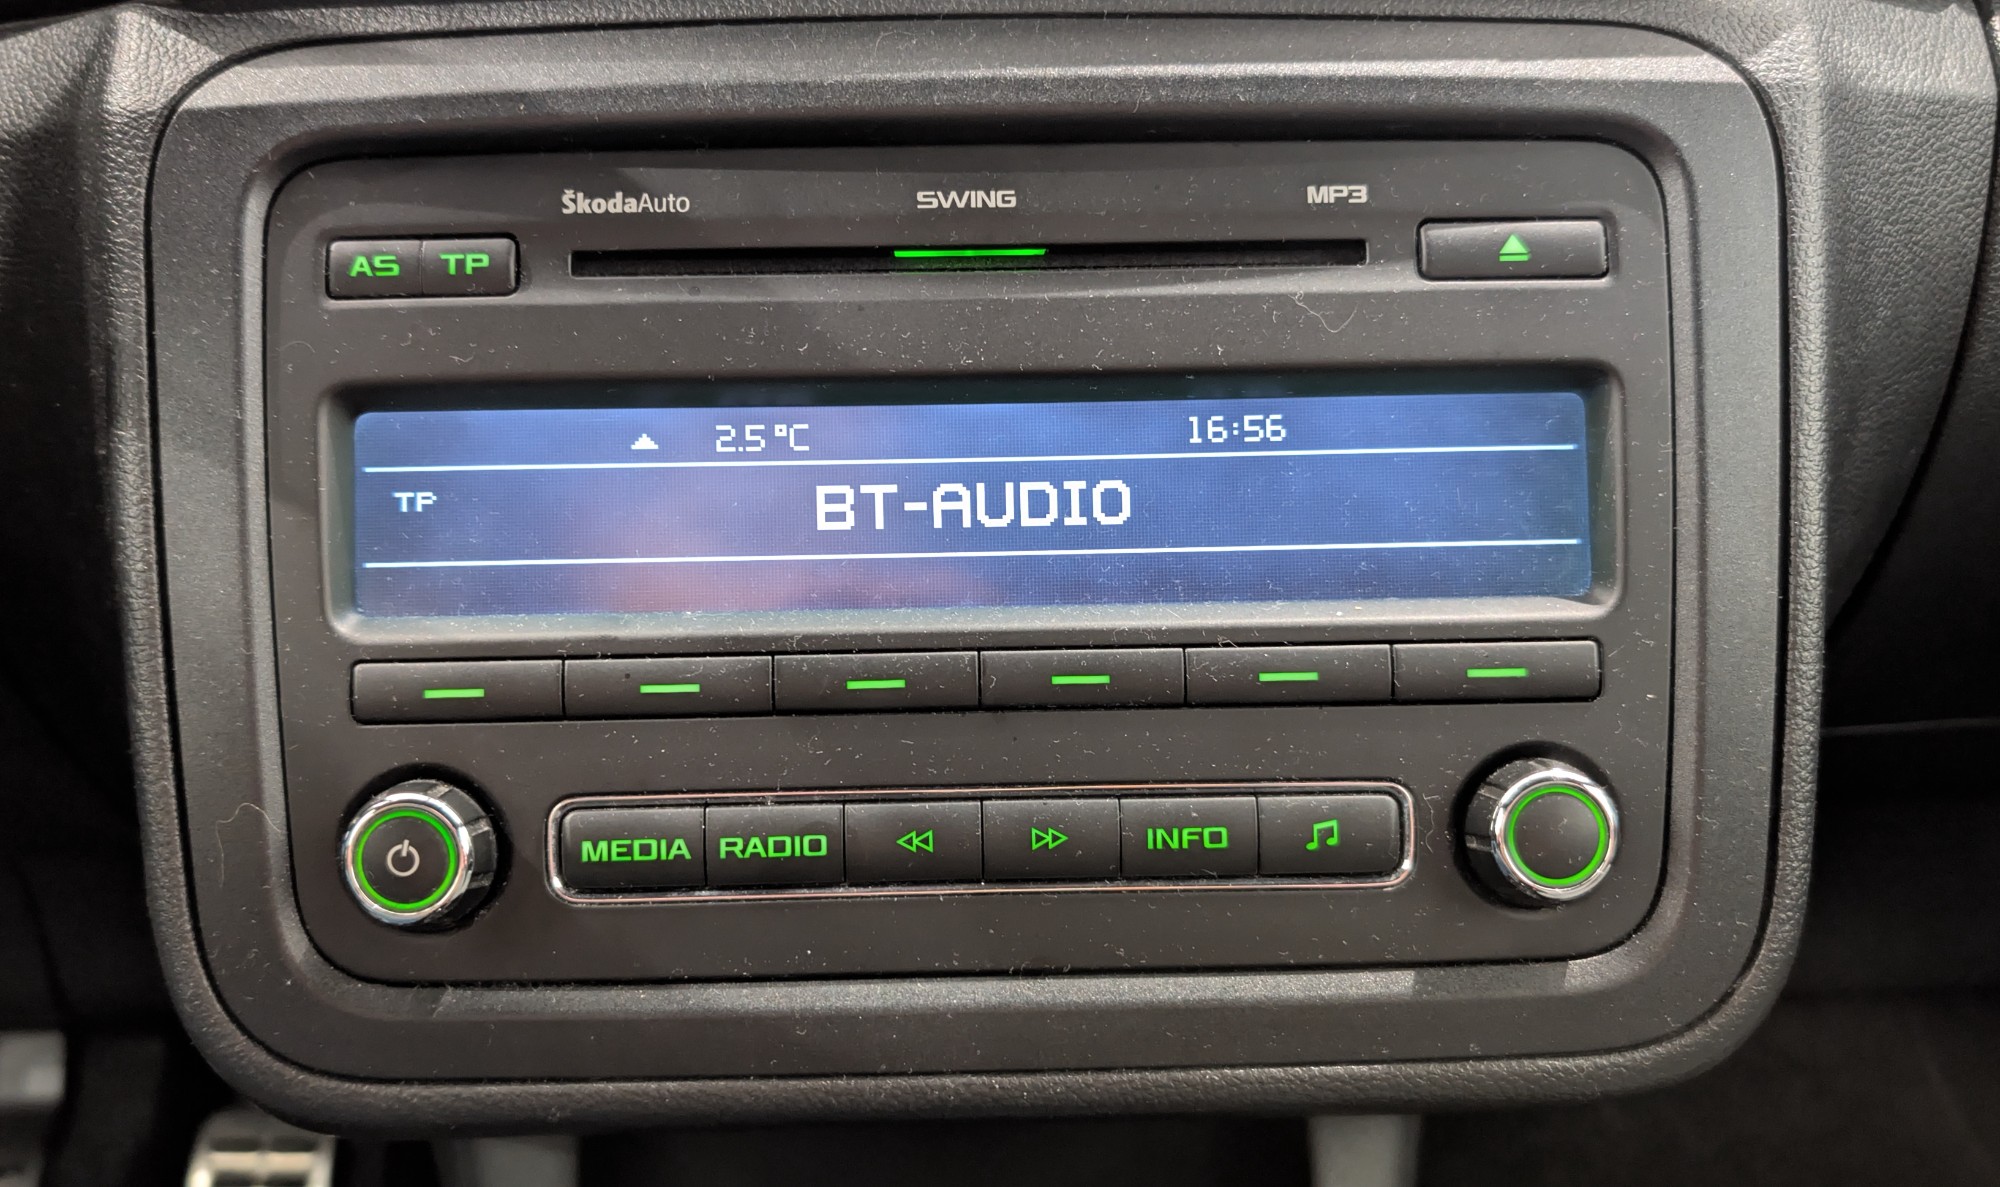 ŠkodaAuto SWING MP3
AS TP
2.5°C 16:56
TP BT-AUDIO
MEDIA RADIO INFO